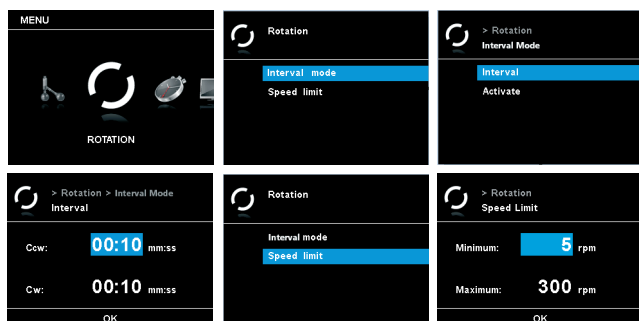 MENU
ROTATION
Rotation
Interval mode
Speed limit
> Rotation
Interval Mode
Interval
Activate
> Rotation > Interval Mode
Interval
Ccw: 00:10 mm:ss
Cw: 00:10 mm:ss
OK
Rotation
Interval mode
Speed limit
> Rotation
Speed Limit
Minimum: 5 rpm
Maximum: 300 rpm
OK